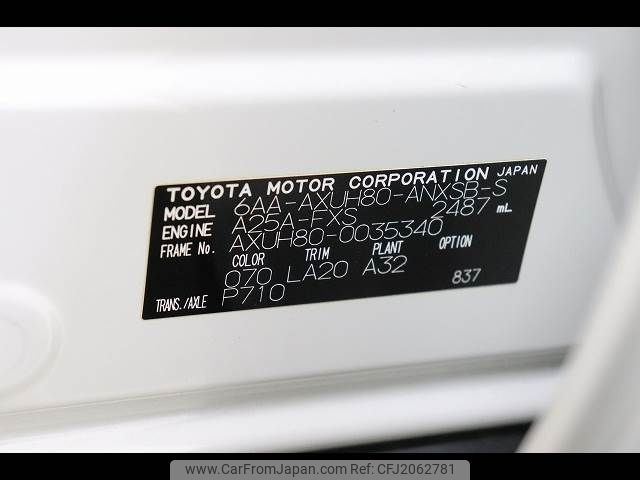 TOYOTA MOTOR CORPORATION JAPAN
MODEL 6AA-AXUH80-ANXSB-S
ENGINE A25A-FXS 2487 mL
FRAME No. AXUH80-0035340
COLOR TRIM PLANT OPTION
070 LA20 A32
TRANS./AXLE P710 837
www.CarFromJapan.com | CFJ2062781